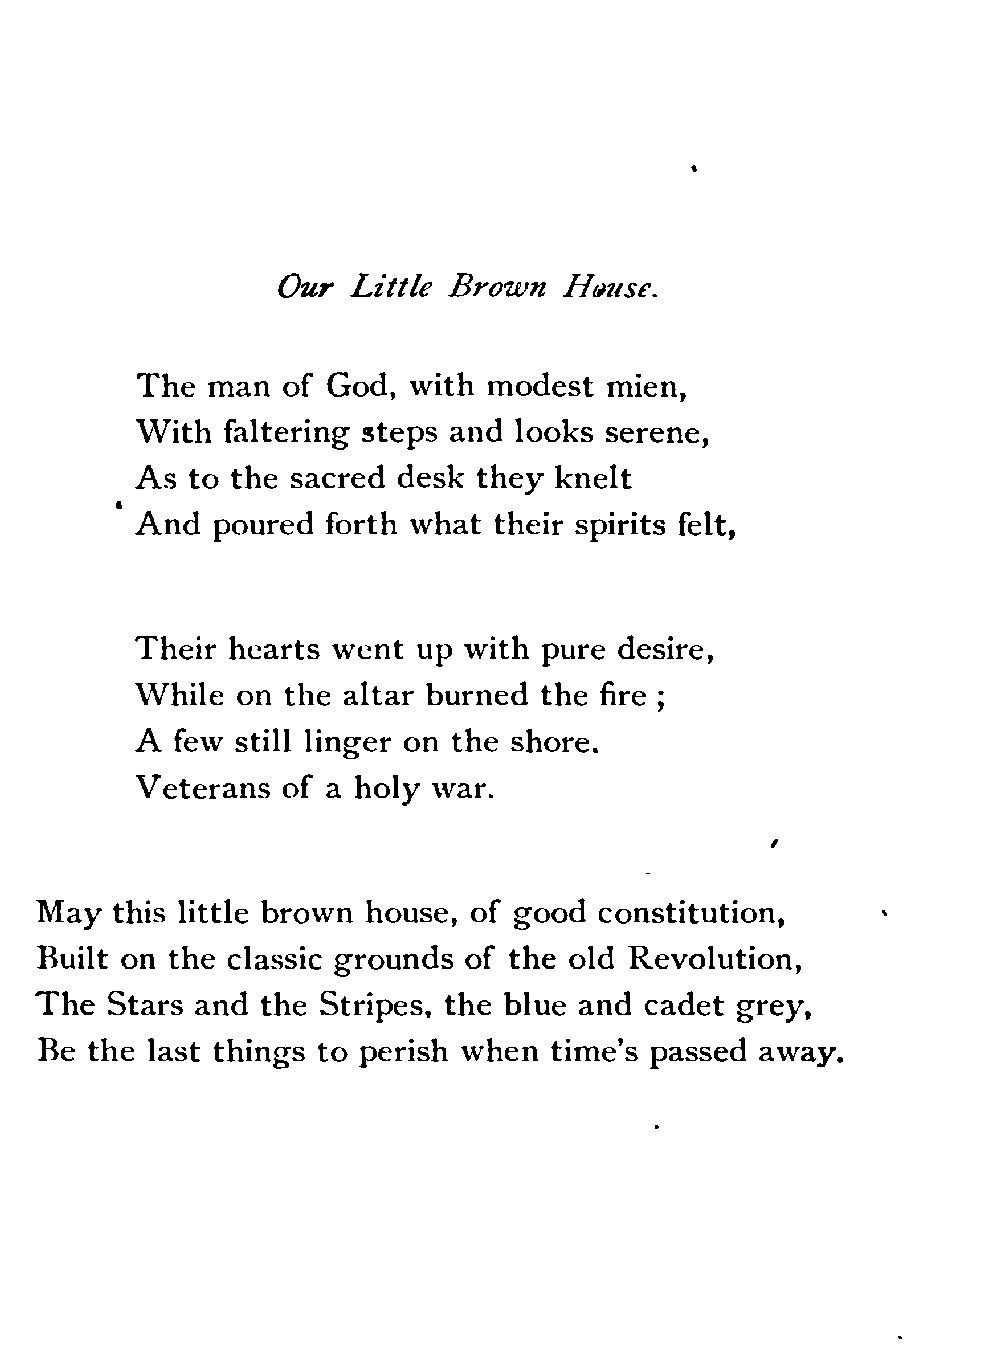 Our Little Brown House.
The man of God, with modest mien,
With faltering steps and looks serene,
As to the sacred desk they knelt
And poured forth what their spirits felt,
Their hearts went up with pure desire,
While on the altar burned the fire ;
A few still linger on the shore.
Veterans of a holy war.
May this little brown house, of good constitution,
Built on the classic grounds of the old Revolution,
The Stars and the Stripes, the blue and cadet grey,
Be the last things to perish when time's passed away.